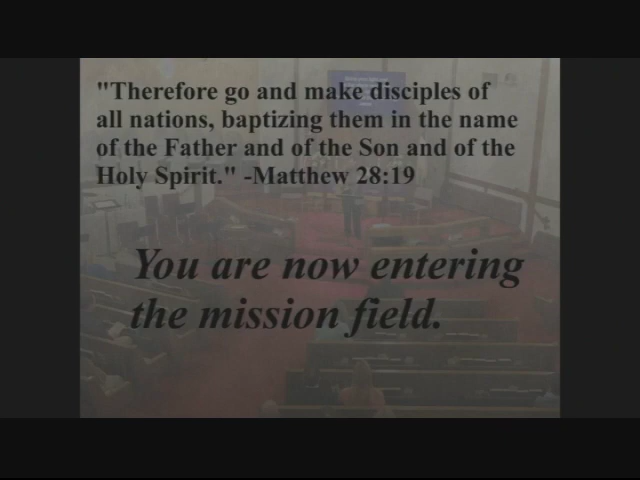 "Therefore go and make disciples of
all nations, baptizing them in the name
of the Father and of the Son and of the
Holy Spirit." -Matthew 28:19
You are now entering
the mission field.